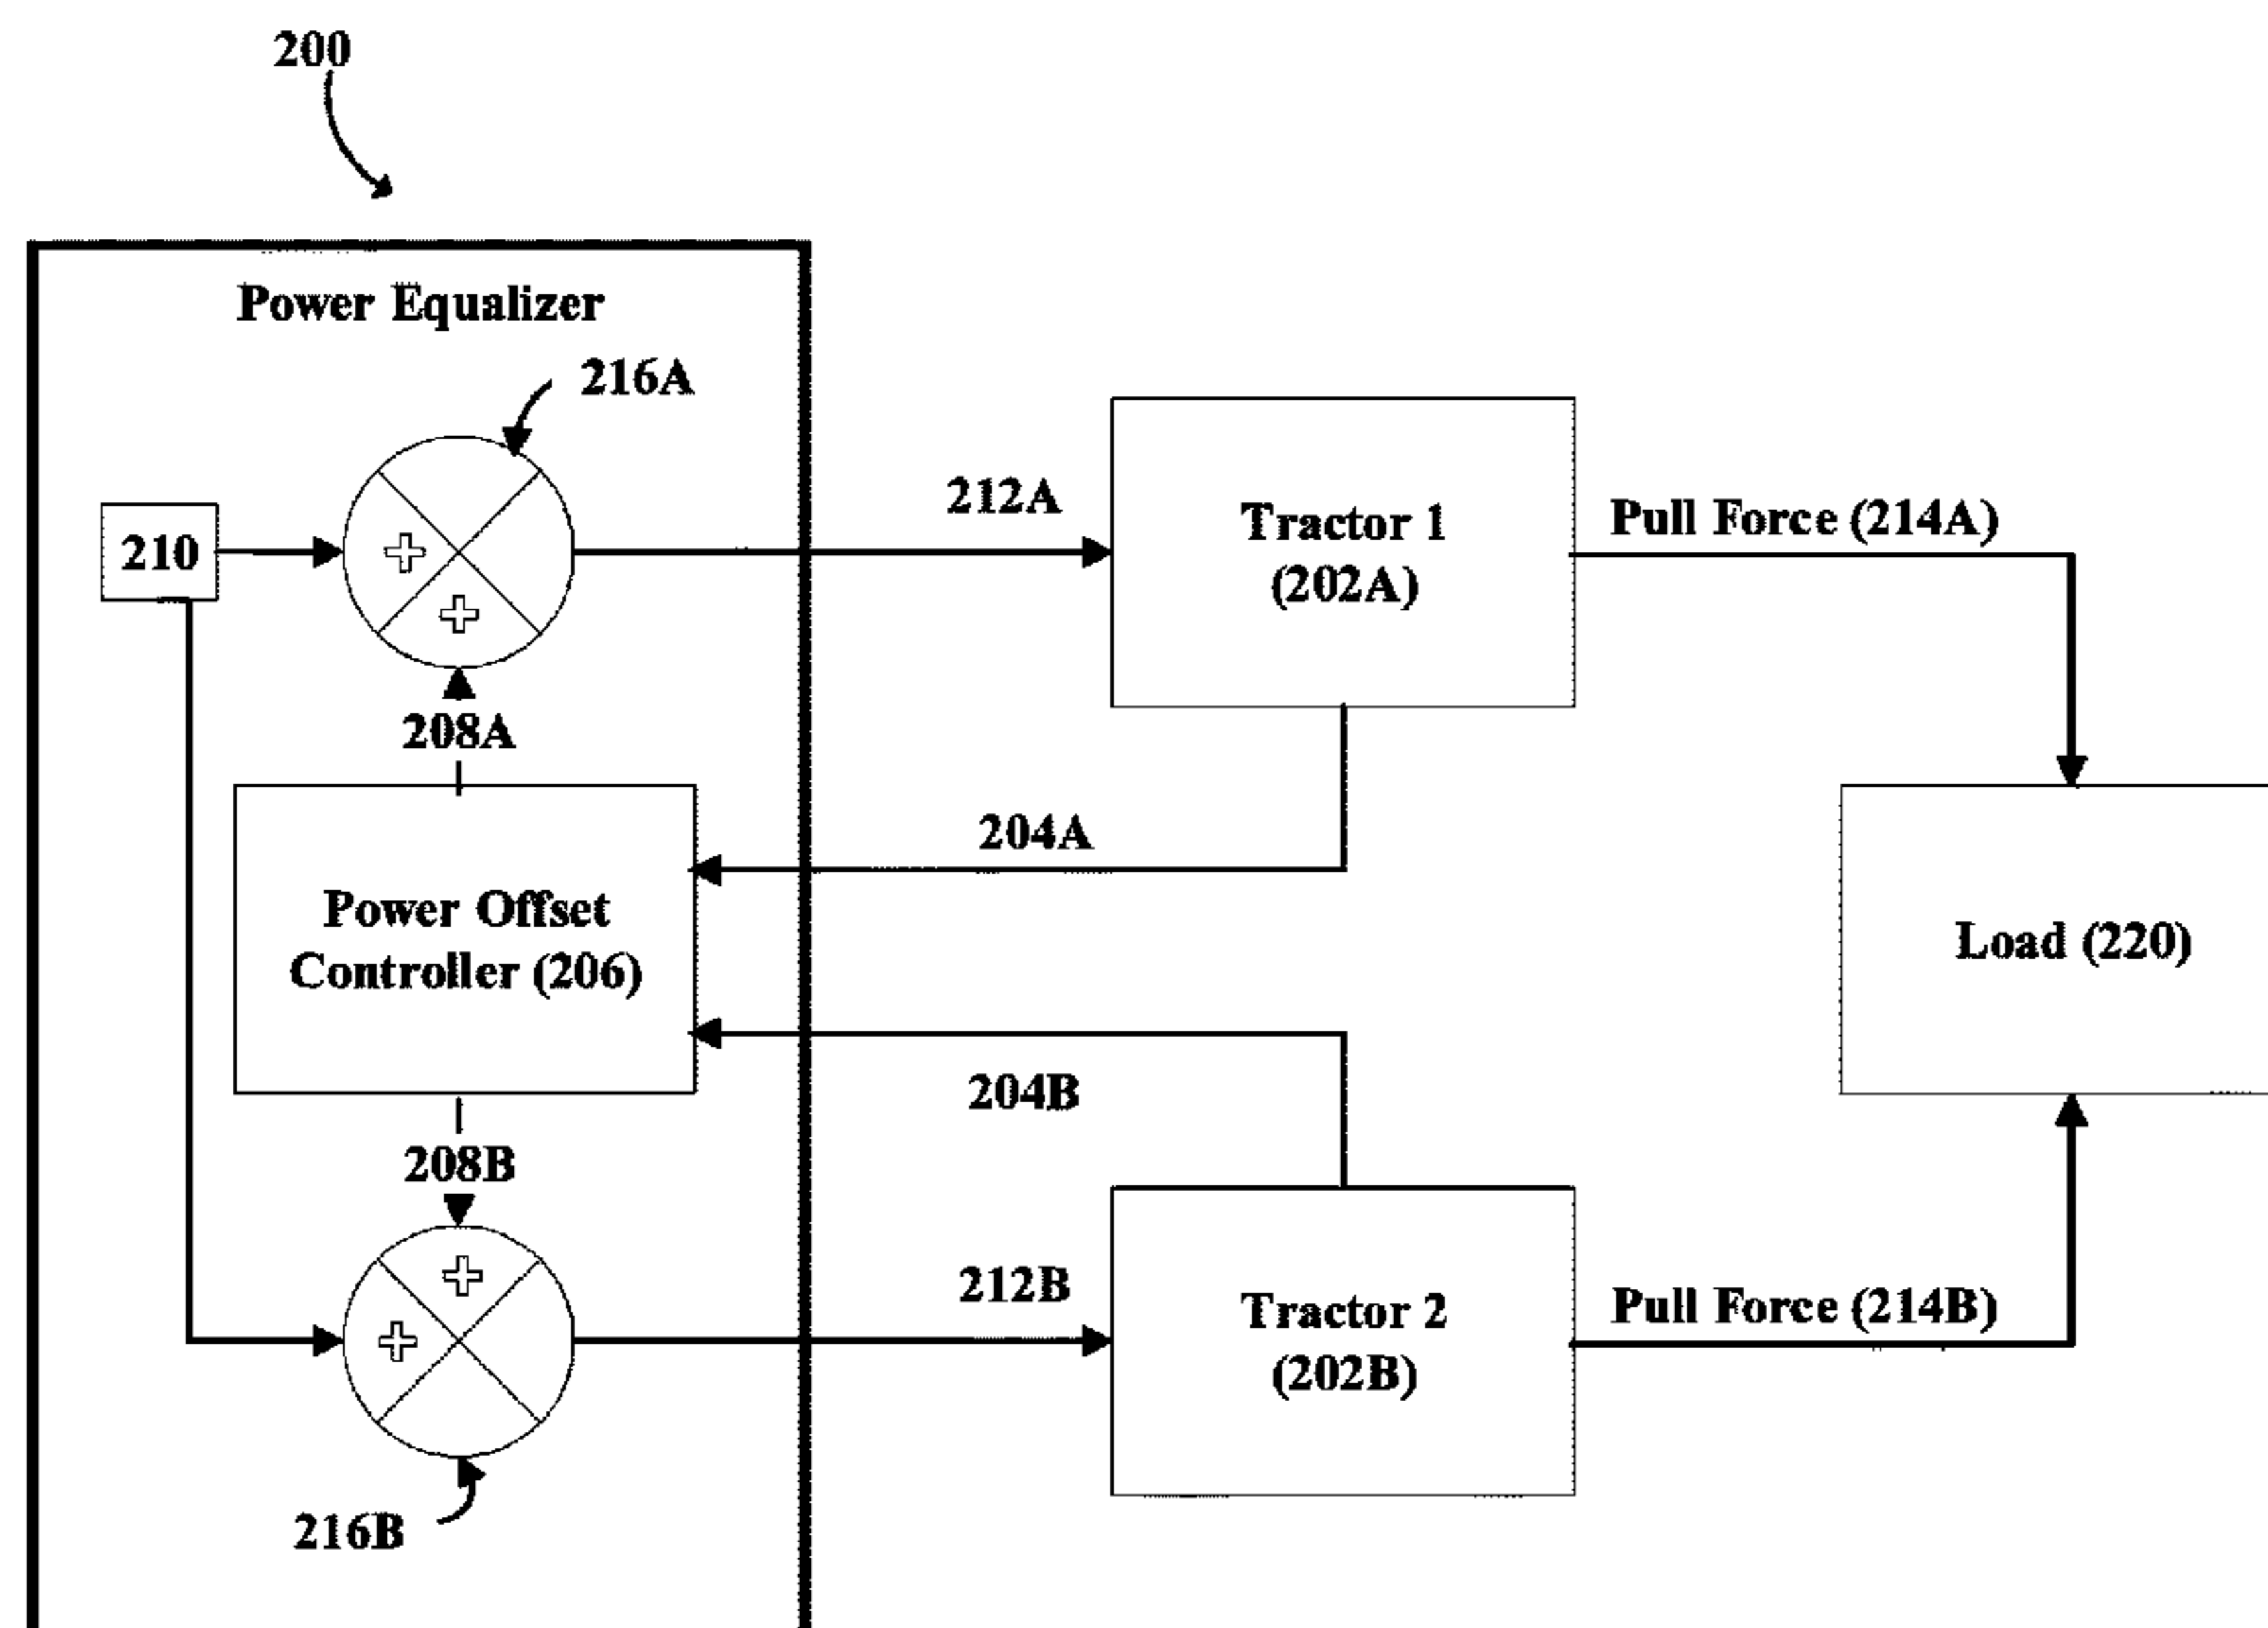 200
Power Equalizer
216A
210
212A
Tractor 1
(202A)
Pull Force (214A)
208A
204A
Power Offset
Controller (206)
Load (220)
204B
208B
212B
Tractor 2
(202B)
Pull Force (214B)
216B